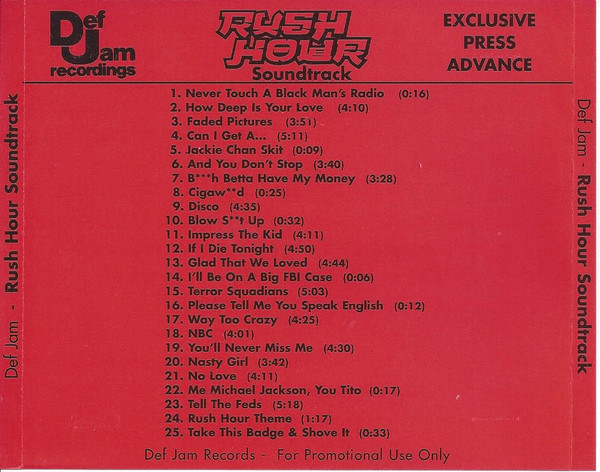 Def
Jam
recordings
RUSH
HOUR
Soundtrack
EXCLUSIVE
PRESS
ADVANCE
1. Never Touch A Black Man's Radio (0:16)
2. How Deep Is Your Love (4:10)
3. Faded Pictures (3:51)
4. Can I Get A... (5:11)
5. Jackie Chan Skit (0:09)
6. And You Don't Stop (3:40)
7. B***h Betta Have My Money (3:28)
8. Cigaw**d (0:25)
9. Disco (4:35)
10. Blow S**t Up (0:32)
11. Impress The Kid (4:11)
12. If I Die Tonight (4:50)
13. Glad That We Loved (4:44)
14. I'll Be On A Big FBI Case (0:06)
15. Terror Squadians (5:03)
16. Please Tell Me You Speak English (0:12)
17. Way Too Crazy (4:25)
18. NBC (4:01)
19. You'll Never Miss Me (4:30)
20. Nasty Girl (3:42)
21. No Love (4:11)
22. Me Michael Jackson, You Tito (0:17)
23. Tell The Feds (5:18)
24. Rush Hour Theme (1:17)
25. Take This Badge & Shove It (0:33)
Def Jam Records - For Promotional Use Only
Def Jam - Rush Hour Soundtrack
Def Jam - Rush Hour Soundtrack